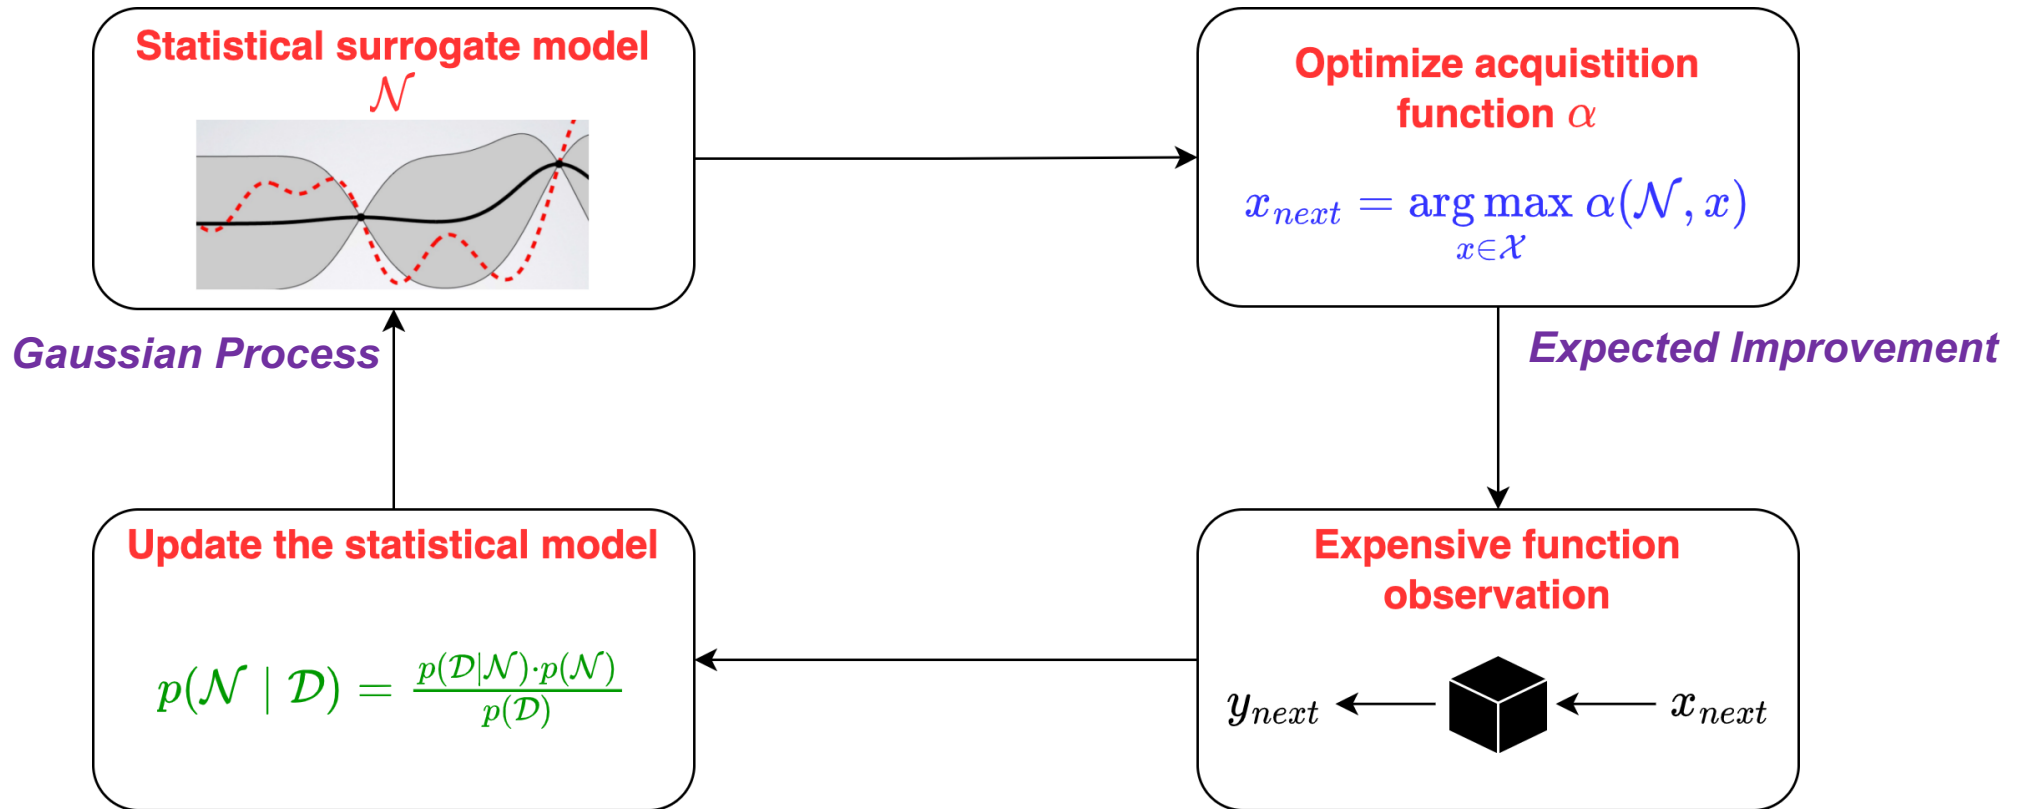 Statistical surrogate model
𝒩
Optimize acquistition
function α
x_next = arg max α(𝒩, x)
x∈𝒳
Gaussian Process
Expected Improvement
Expensive function
observation
y_next
x_next
Update the statistical model
p(𝒩 | 𝒟) = p(𝒟|𝒩)·p(𝒩) / p(𝒟)